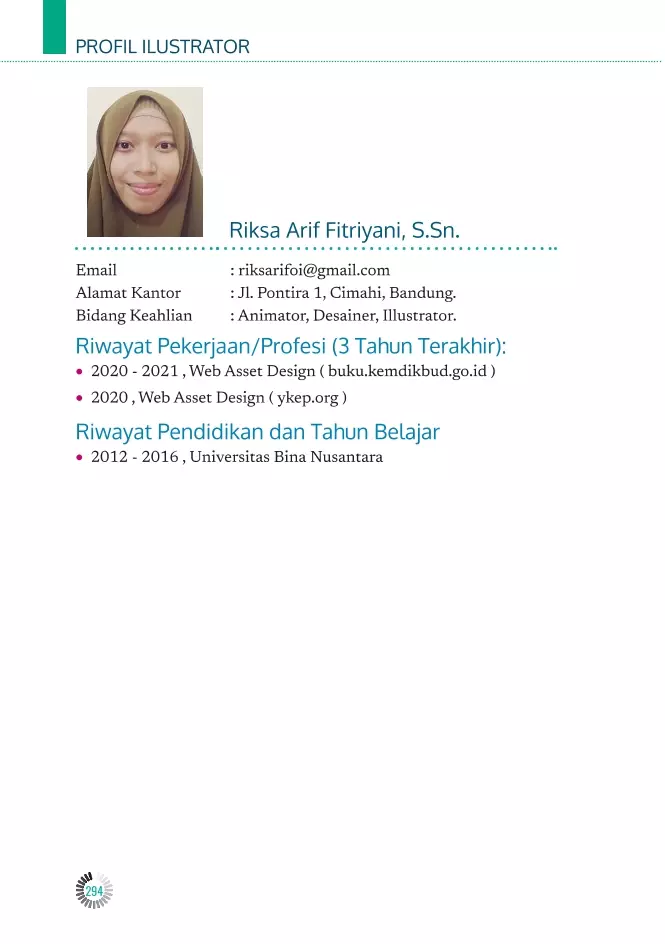 PROFIL ILUSTRATOR
Riksa Arif Fitriyani, S.Sn.
Email : riksarifoi@gmail.com
Alamat Kantor : Jl. Pontira 1, Cimahi, Bandung.
Bidang Keahlian : Animator, Desainer, Illustrator.
Riwayat Pekerjaan/Profesi (3 Tahun Terakhir):
• 2020 - 2021 , Web Asset Design ( buku.kemdikbud.go.id )
• 2020 , Web Asset Design ( ykep.org )
Riwayat Pendidikan dan Tahun Belajar
• 2012 - 2016 , Universitas Bina Nusantara
294